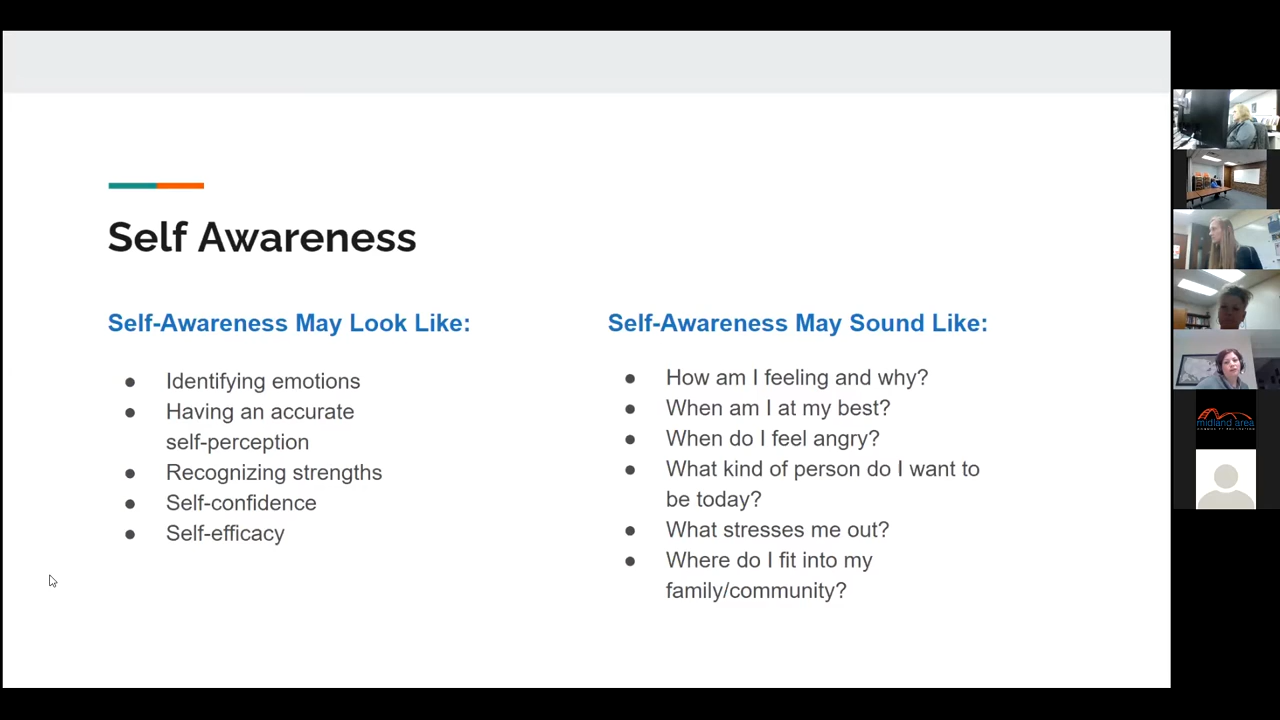 Self Awareness
Self-Awareness May Look Like:
● Identifying emotions
● Having an accurate
self-perception
● Recognizing strengths
● Self-confidence
● Self-efficacy
Self-Awareness May Sound Like:
● How am I feeling and why?
● When am I at my best?
● When do I feel angry?
● What kind of person do I want to
be today?
● What stresses me out?
● Where do I fit into my
family/community?
midland area